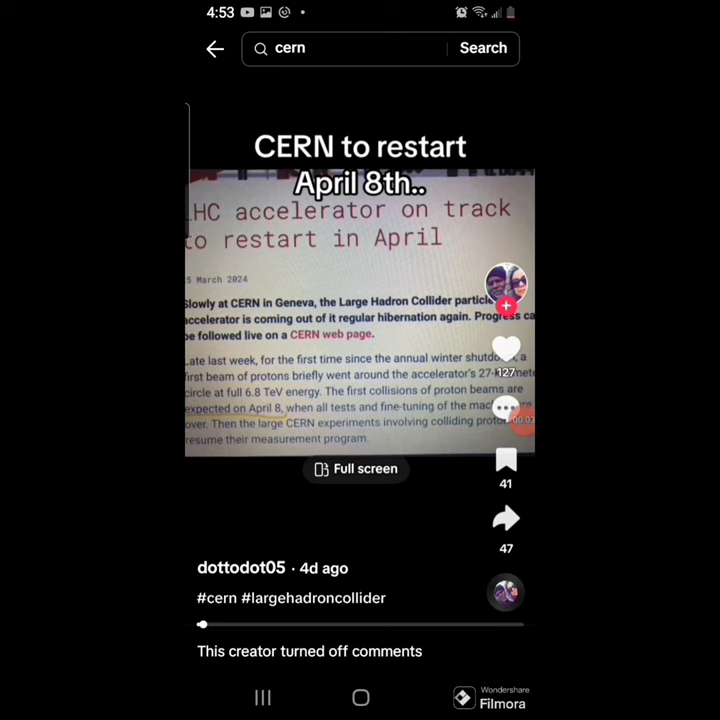 4:53
cern
Search
CERN to restart
April 8th..
LHC accelerator on track
to restart in April
5 March 2024
Slowly at CERN in Geneva, the Large Hadron Collider particle
accelerator is coming out of it regular hibernation again. Progress ca
be followed live on a CERN web page.
Late last week, for the first time since the annual winter shutdown, a
first beam of protons briefly went around the accelerator's 27-kilomete
circle at full 6.8 TeV energy. The first collisions of proton beams are
expected on April 8, when all tests and fine-tuning of the mac
over. Then the large CERN experiments involving colliding proto
resume their measurement program.
127
00:03
Full screen
41
47
dottodot05 · 4d ago
#cern #largehadroncollider
This creator turned off comments
Wondershare
Filmora